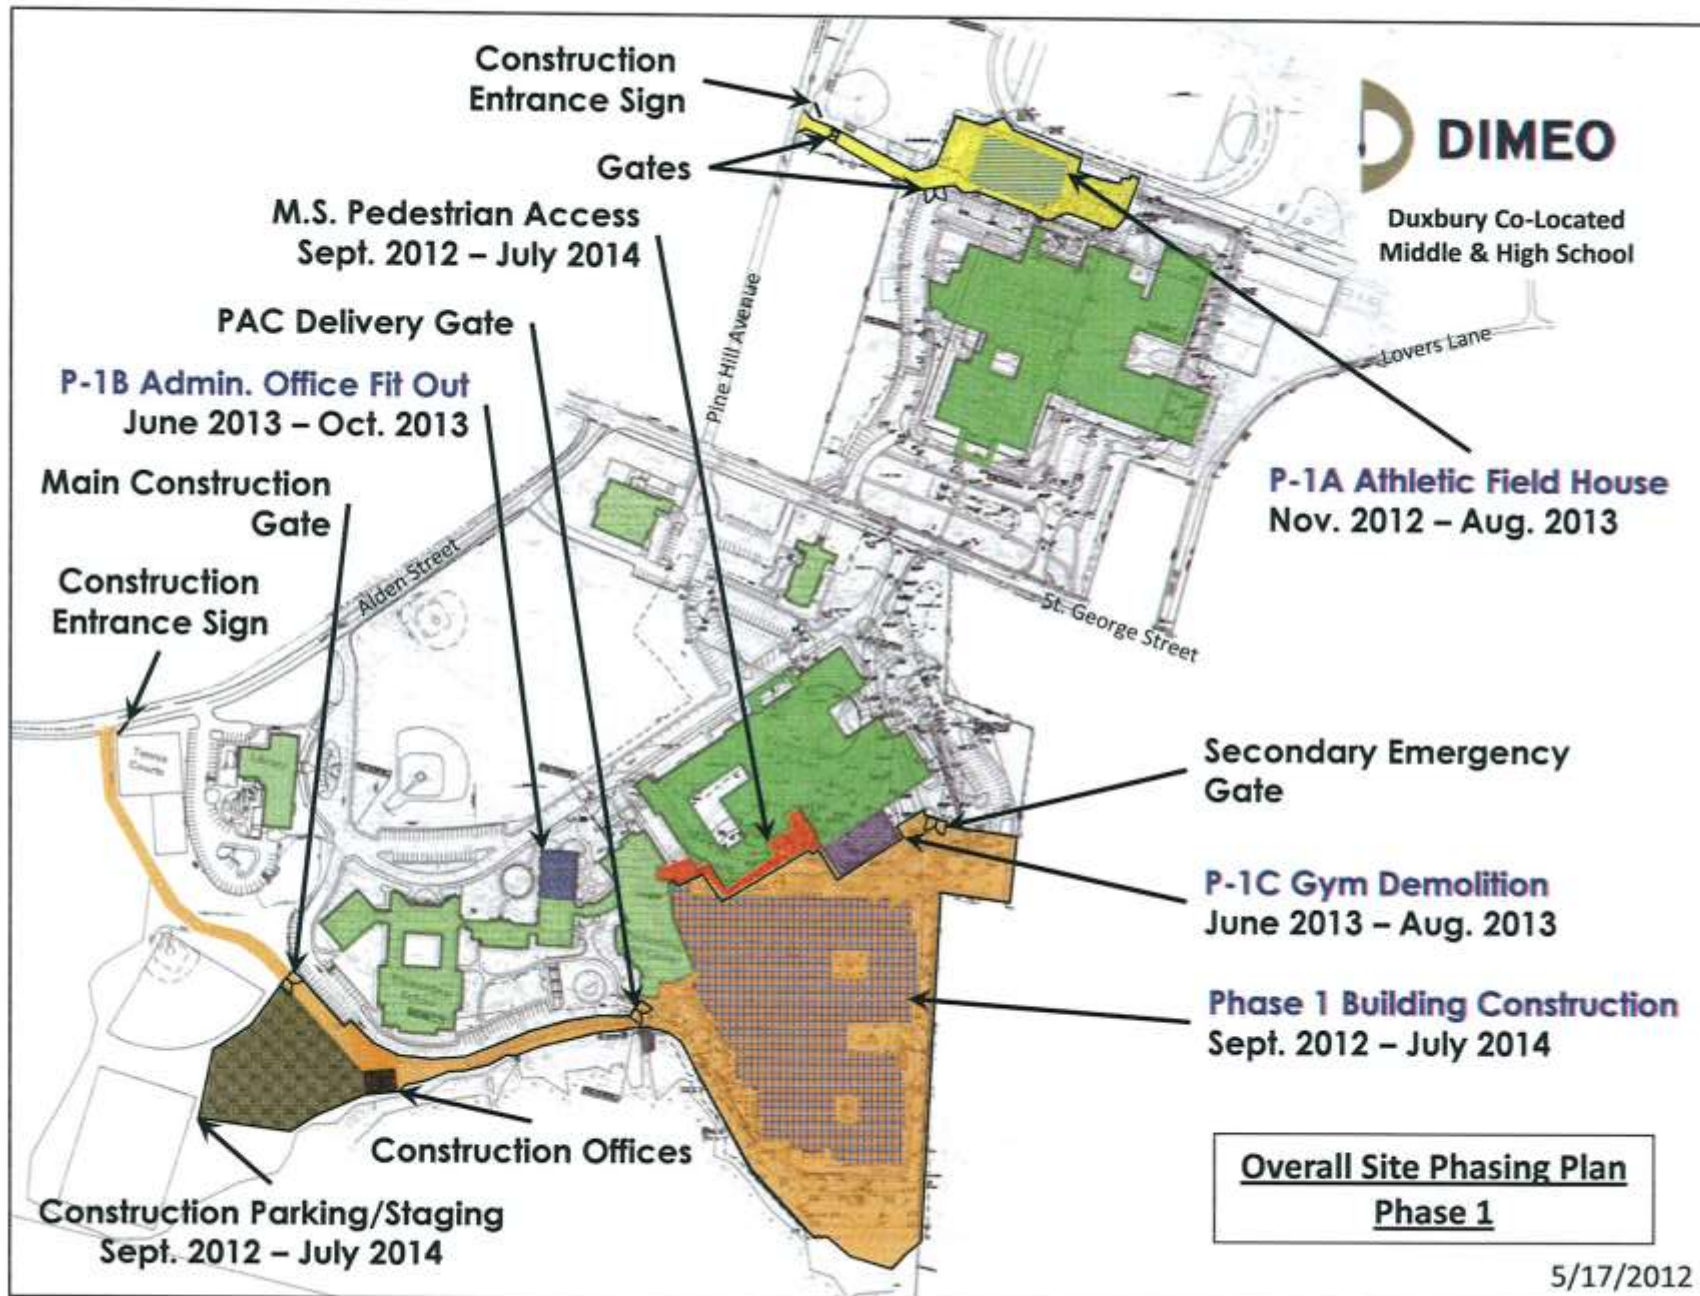 Construction
Entrance Sign
Gates
M.S. Pedestrian Access
Sept. 2012 – July 2014
PAC Delivery Gate
P-1B Admin. Office Fit Out
June 2013 – Oct. 2013
Main Construction
Gate
Construction
Entrance Sign
DIMEO
Duxbury Co-Located
Middle & High School
Pine Hill Avenue
Lovers Lane
P-1A Athletic Field House
Nov. 2012 – Aug. 2013
Alden Street
St. George Street
Tennis
Courts
Library
Secondary Emergency
Gate
P-1C Gym Demolition
June 2013 – Aug. 2013
Phase 1 Building Construction
Sept. 2012 – July 2014
Construction Offices
Construction Parking/Staging
Sept. 2012 – July 2014
Overall Site Phasing Plan
Phase 1
5/17/2012